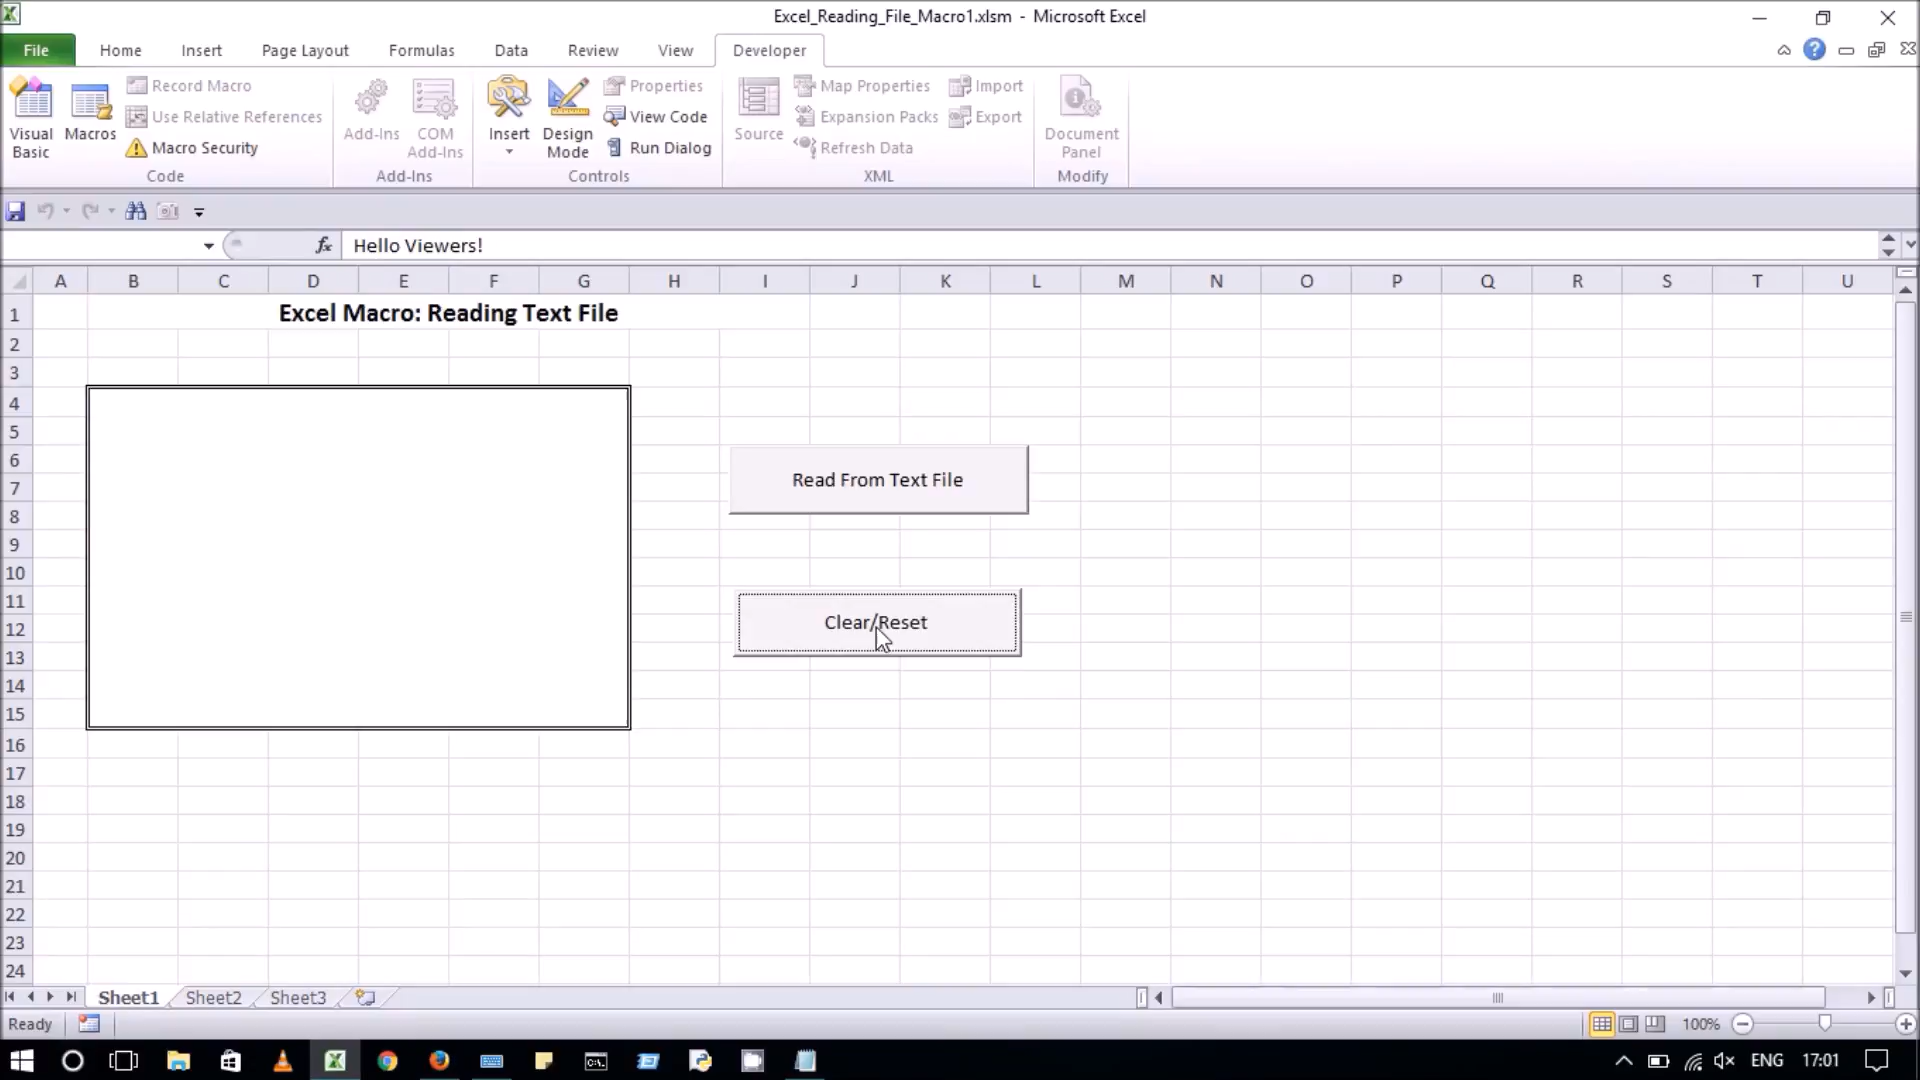 Excel_Reading_File_Macro1.xlsm - Microsoft Excel
File Home Insert Page Layout Formulas Data Review View Developer
Visual Basic
Macros
Record Macro
Use Relative References
Macro Security
Code
Add-Ins
COM Add-Ins
Add-Ins
Insert
Design Mode
Properties
View Code
Run Dialog
Controls
Source
Map Properties
Expansion Packs
Refresh Data
Import
Export
XML
Document Panel
Modify
fx Hello Viewers!
A B C D E F G H I J K L M N O P Q R S T U
1 Excel Macro: Reading Text File
2
3
4
5
6
7 Read From Text File
8
9
10
11
12 Clear/Reset
13
14
15
16
17
18
19
20
21
22
23
24
Sheet1 Sheet2 Sheet3
Ready 100%
ENG 17:01